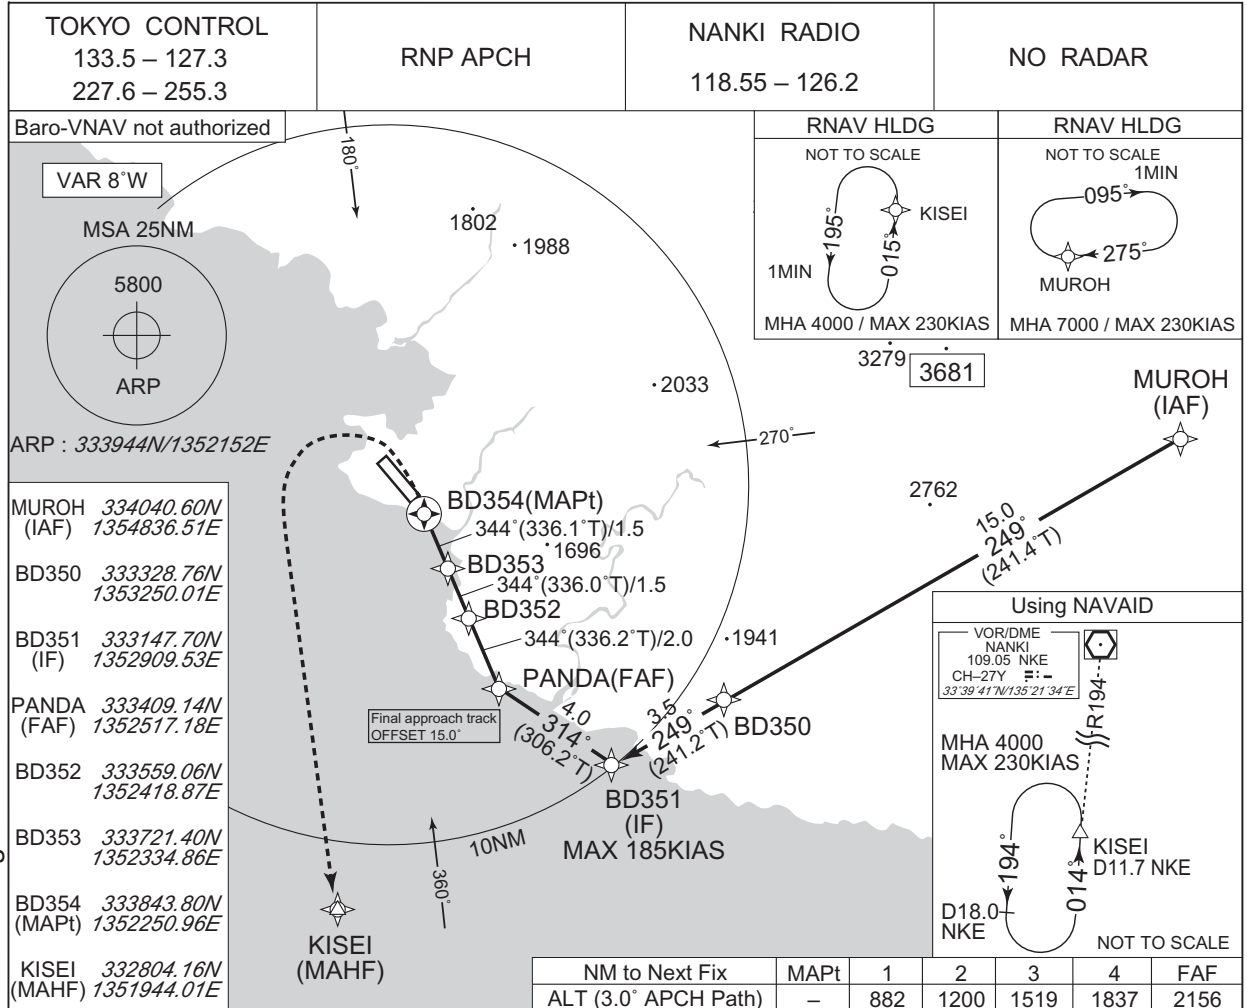 TOKYO CONTROL
133.5 – 127.3
227.6 – 255.3
RNP APCH
NANKI RADIO
118.55 – 126.2
NO RADAR
Baro-VNAV not authorized
VAR 8˚W
MSA 25NM
5800
ARP
ARP : 333944N/1352152E
180˚
1802
1988
2033
270˚
RNAV HLDG
NOT TO SCALE
195˚
015˚
KISEI
1MIN
MHA 4000 / MAX 230KIAS
RNAV HLDG
NOT TO SCALE
1MIN
095˚
275˚
MUROH
MHA 7000 / MAX 230KIAS
3279
3681
MUROH
(IAF)
2762
15.0
249˚
(241.4˚T)
BD354(MAPt)
344˚(336.1˚T)/1.5
1696
BD353
344˚(336.0˚T)/1.5
BD352
344˚(336.2˚T)/2.0
1941
PANDA(FAF)
Final approach track
OFFSET 15.0˚
4.0
314˚
(306.2˚T)
3.5
249˚
(241.2˚T)
BD350
BD351
(IF)
MAX 185KIAS
10NM
360˚
KISEI
(MAHF)
MUROH 334040.60N
(IAF) 1354836.51E
BD350 333328.76N
1353250.01E
BD351 333147.70N
(IF) 1352909.53E
PANDA 333409.14N
(FAF) 1352517.18E
BD352 333559.06N
1352418.87E
BD353 333721.40N
1352334.86E
BD354 333843.80N
(MAPt) 1352250.96E
KISEI 332804.16N
(MAHF) 1351944.01E
Using NAVAID
VOR/DME
NANKI
109.05 NKE
CH–27Y
33˚39'41"N/135˚21'34"E
R194
MHA 4000
MAX 230KIAS
194˚
014˚
KISEI
D11.7 NKE
D18.0
NKE
NOT TO SCALE
NM to Next Fix MAPt 1 2 3 4 FAF
ALT (3.0˚ APCH Path) – 882 1200 1519 1837 2156